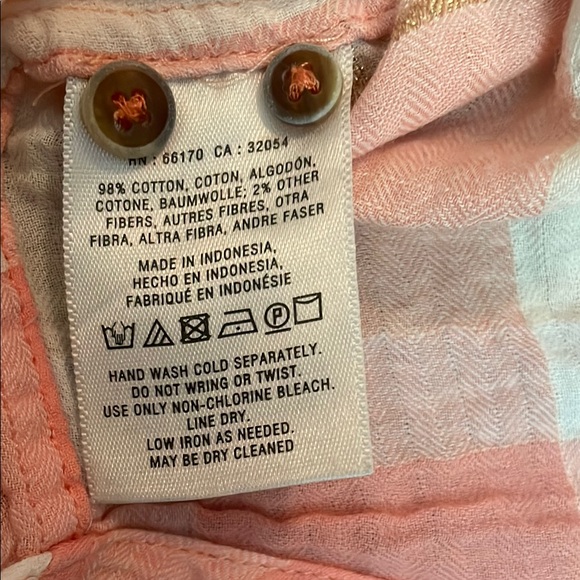 RN : 66170 CA : 32054
98% COTTON, COTON, ALGODÓN,
COTONE, BAUMWOLLE; 2% OTHER
FIBERS, AUTRES FIBRES, OTRA
FIBRA, ALTRA FIBRA, ANDRE FASER
MADE IN INDONESIA,
HECHO EN INDONESIA,
FABRIQUÉ EN INDONÉSIE
P
HAND WASH COLD SEPARATELY.
DO NOT WRING OR TWIST.
USE ONLY NON-CHLORINE BLEACH.
LINE DRY.
LOW IRON AS NEEDED.
MAY BE DRY CLEANED